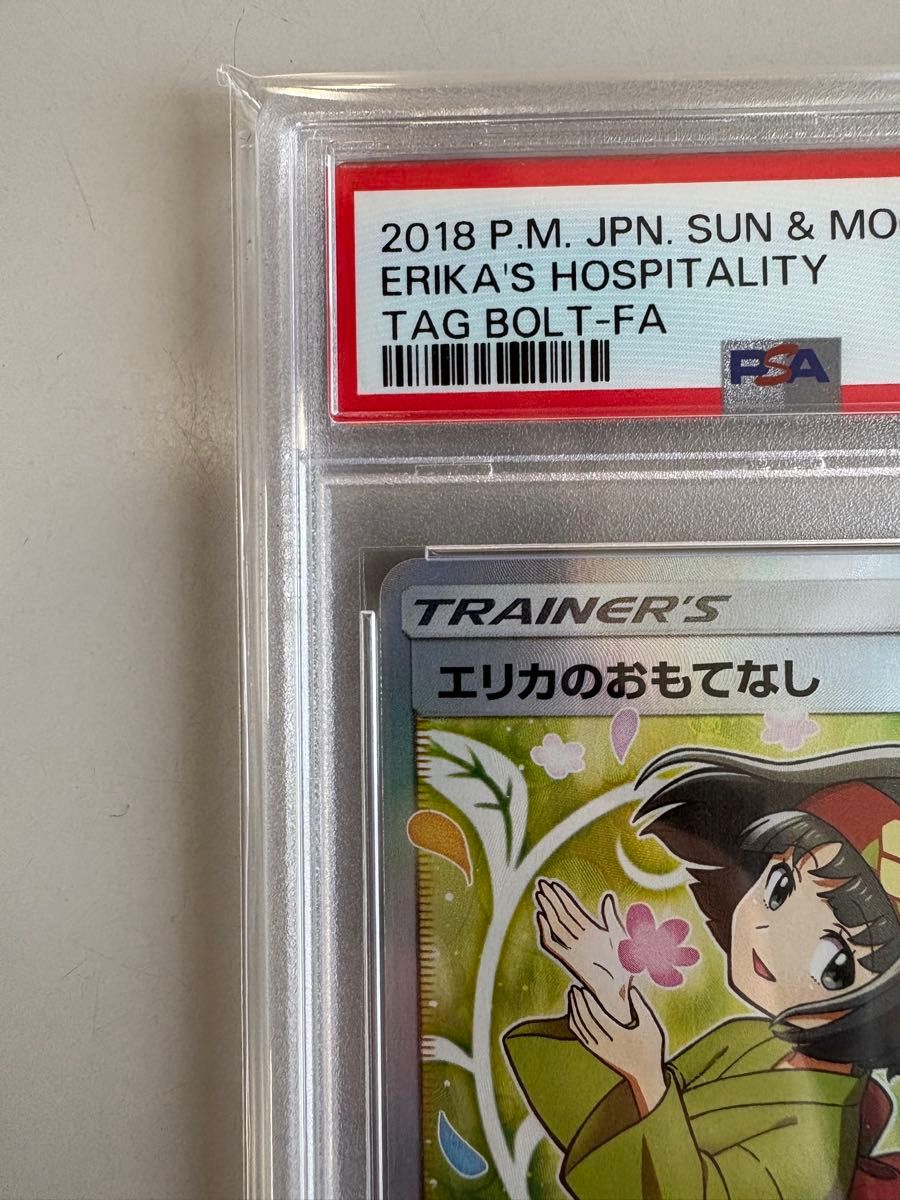 2018 P.M. JPN. SUN & MOO
ERIKA'S HOSPITALITY
TAG BOLT-FA
PSA
TRAINER'S
エリカのおもてなし